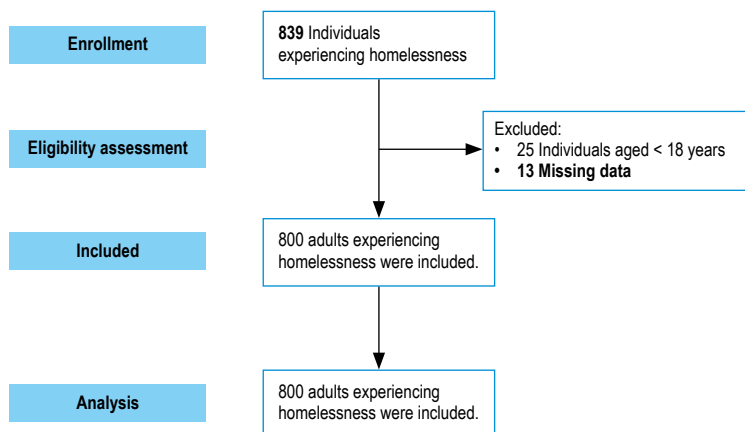 Enrollment
839 Individuals
experiencing homelessness
Eligibility assessment
Excluded:
• 25 Individuals aged < 18 years
• 13 Missing data
Included
800 adults experiencing
homelessness were included.
Analysis
800 adults experiencing
homelessness were included.